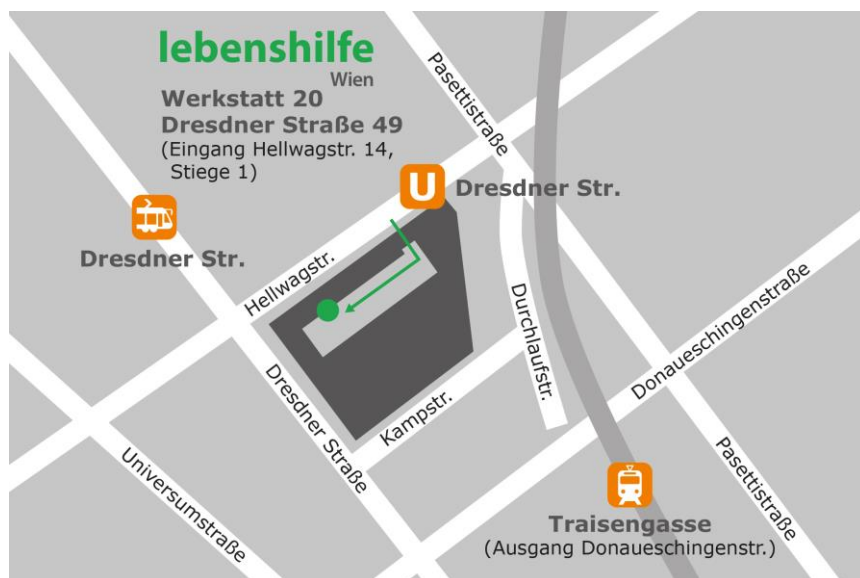 lebenshilfe
Wien
Werkstatt 20
Dresdner Straße 49
(Eingang Hellwagstr. 14,
Stiege 1)
Pasettistraße
U
Dresdner Str.
Dresdner Str.
Hellwagstr.
Durchlaufstr.
Donaueschingenstraße
Dresdner Straße
Kampstr.
Universumstraße
Pasettistraße
Traisengasse
(Ausgang Donaueschingenstr.)